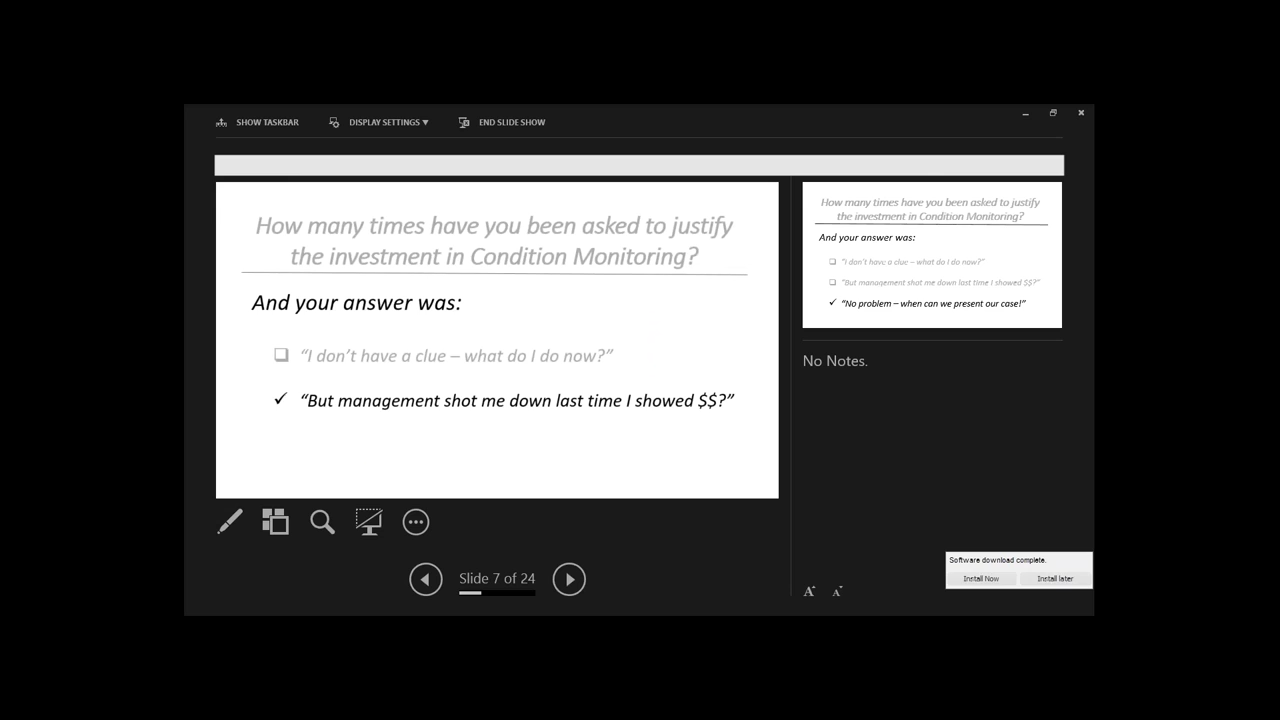 SHOW TASKBAR
DISPLAY SETTINGS ▼
END SLIDE SHOW
How many times have you been asked to justify
the investment in Condition Monitoring?
And your answer was:
❑ “I don’t have a clue – what do I do now?”
✓ “But management shot me down last time I showed $$?”
How many times have you been asked to justify
the investment in Condition Monitoring?
And your answer was:
❑ “I don’t have a clue – what do I do now?”
❑ “But management shot me down last time I showed $$?”
✓ “No problem – when can we present our case!”
No Notes.
Slide 7 of 24
Software download complete.
Install Now
Install later
A A